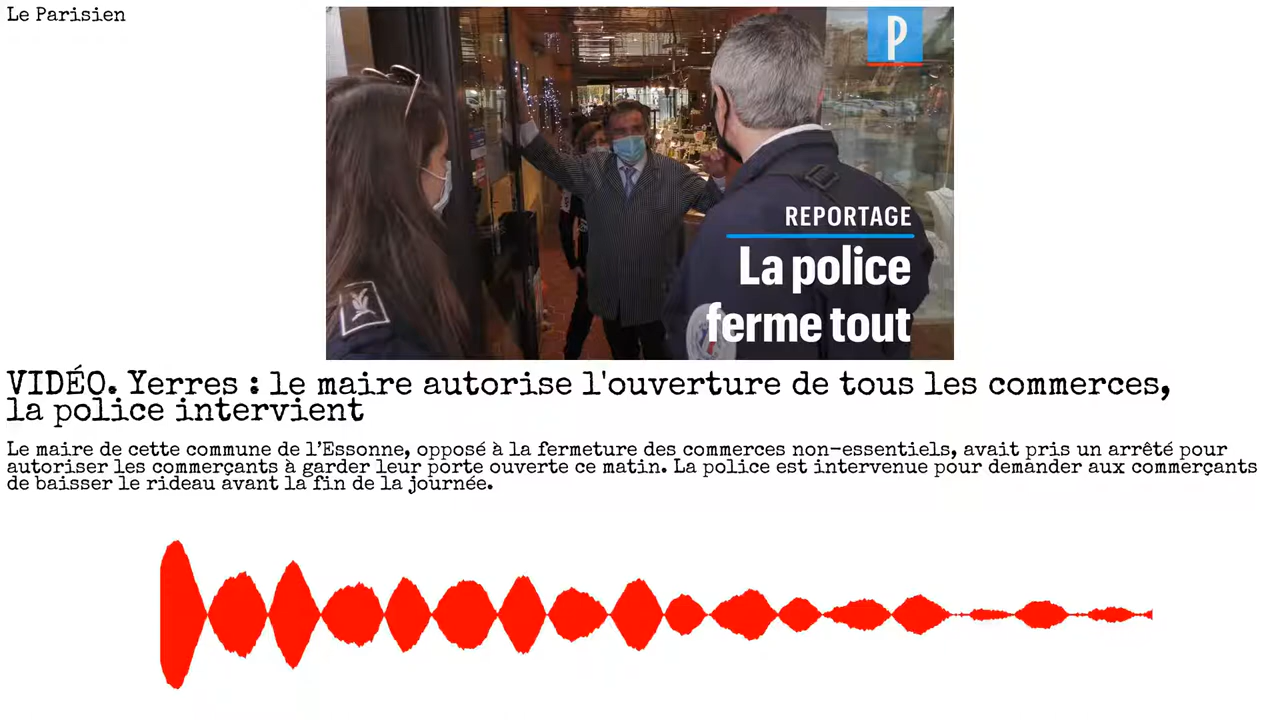 Le Parisien
P
REPORTAGE
La police
ferme tout
VIDÉO. Yerres : le maire autorise l'ouverture de tous les commerces,
la police intervient
Le maire de cette commune de l’Essonne, opposé à la fermeture des commerces non-essentiels, avait pris un arrêté pour
autoriser les commerçants à garder leur porte ouverte ce matin. La police est intervenue pour demander aux commerçants
de baisser le rideau avant la fin de la journée.